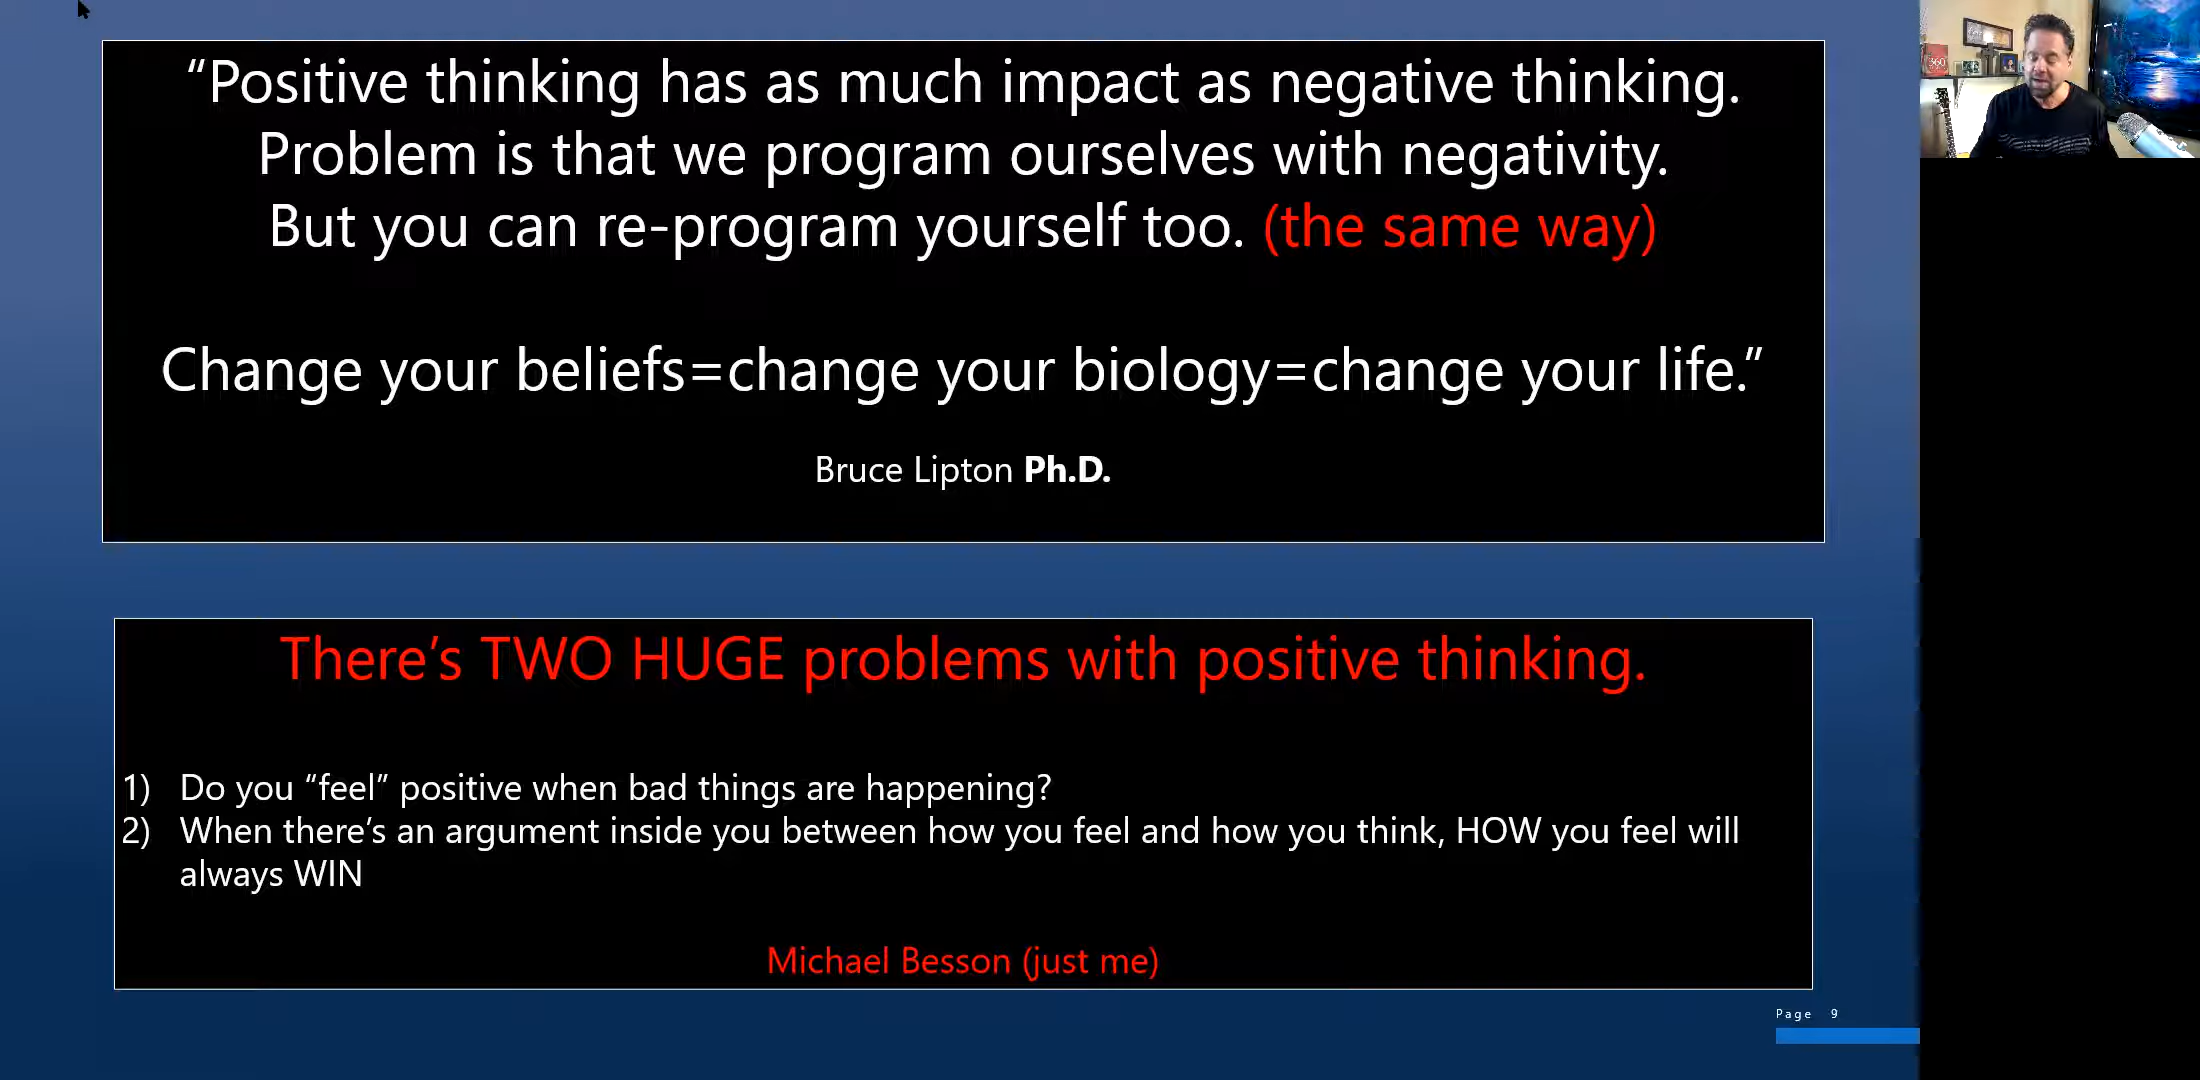 “Positive thinking has as much impact as negative thinking.
Problem is that we program ourselves with negativity.
But you can re-program yourself too. (the same way)
Change your beliefs=change your biology=change your life.”
Bruce Lipton Ph.D.
There’s TWO HUGE problems with positive thinking.
1) Do you “feel” positive when bad things are happening?
2) When there’s an argument inside you between how you feel and how you think, HOW you feel will
always WIN
Michael Besson (just me)
Page 9
360